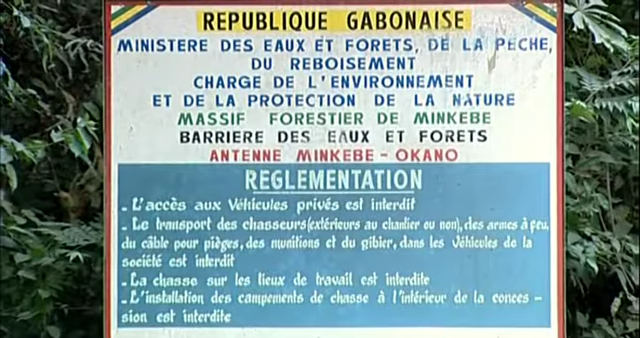 REPUBLIQUE GABONAISE
MINISTERE DES EAUX ET FORETS, DE LA PECHE,
DU REBOISEMENT
CHARGE DE L'ENVIRONNEMENT
ET DE LA PROTECTION DE LA NATURE
MASSIF FORESTIER DE MINKEBE
BARRIERE DES EAUX ET FORETS
ANTENNE MINKEBE - OKANO
REGLEMENTATION
- L'accès aux Véhicules privés est interdit
- Le transport des chasseurs (extérieurs au chantier ou non), des armes à feu,
du câble pour pièges, des munitions et du gibier, dans les Véhicules de la
société est interdit
- La chasse sur les lieux de travail est interdite
- L'installation des campements de chasse à l'intérieur de la conces -
sion est interdite